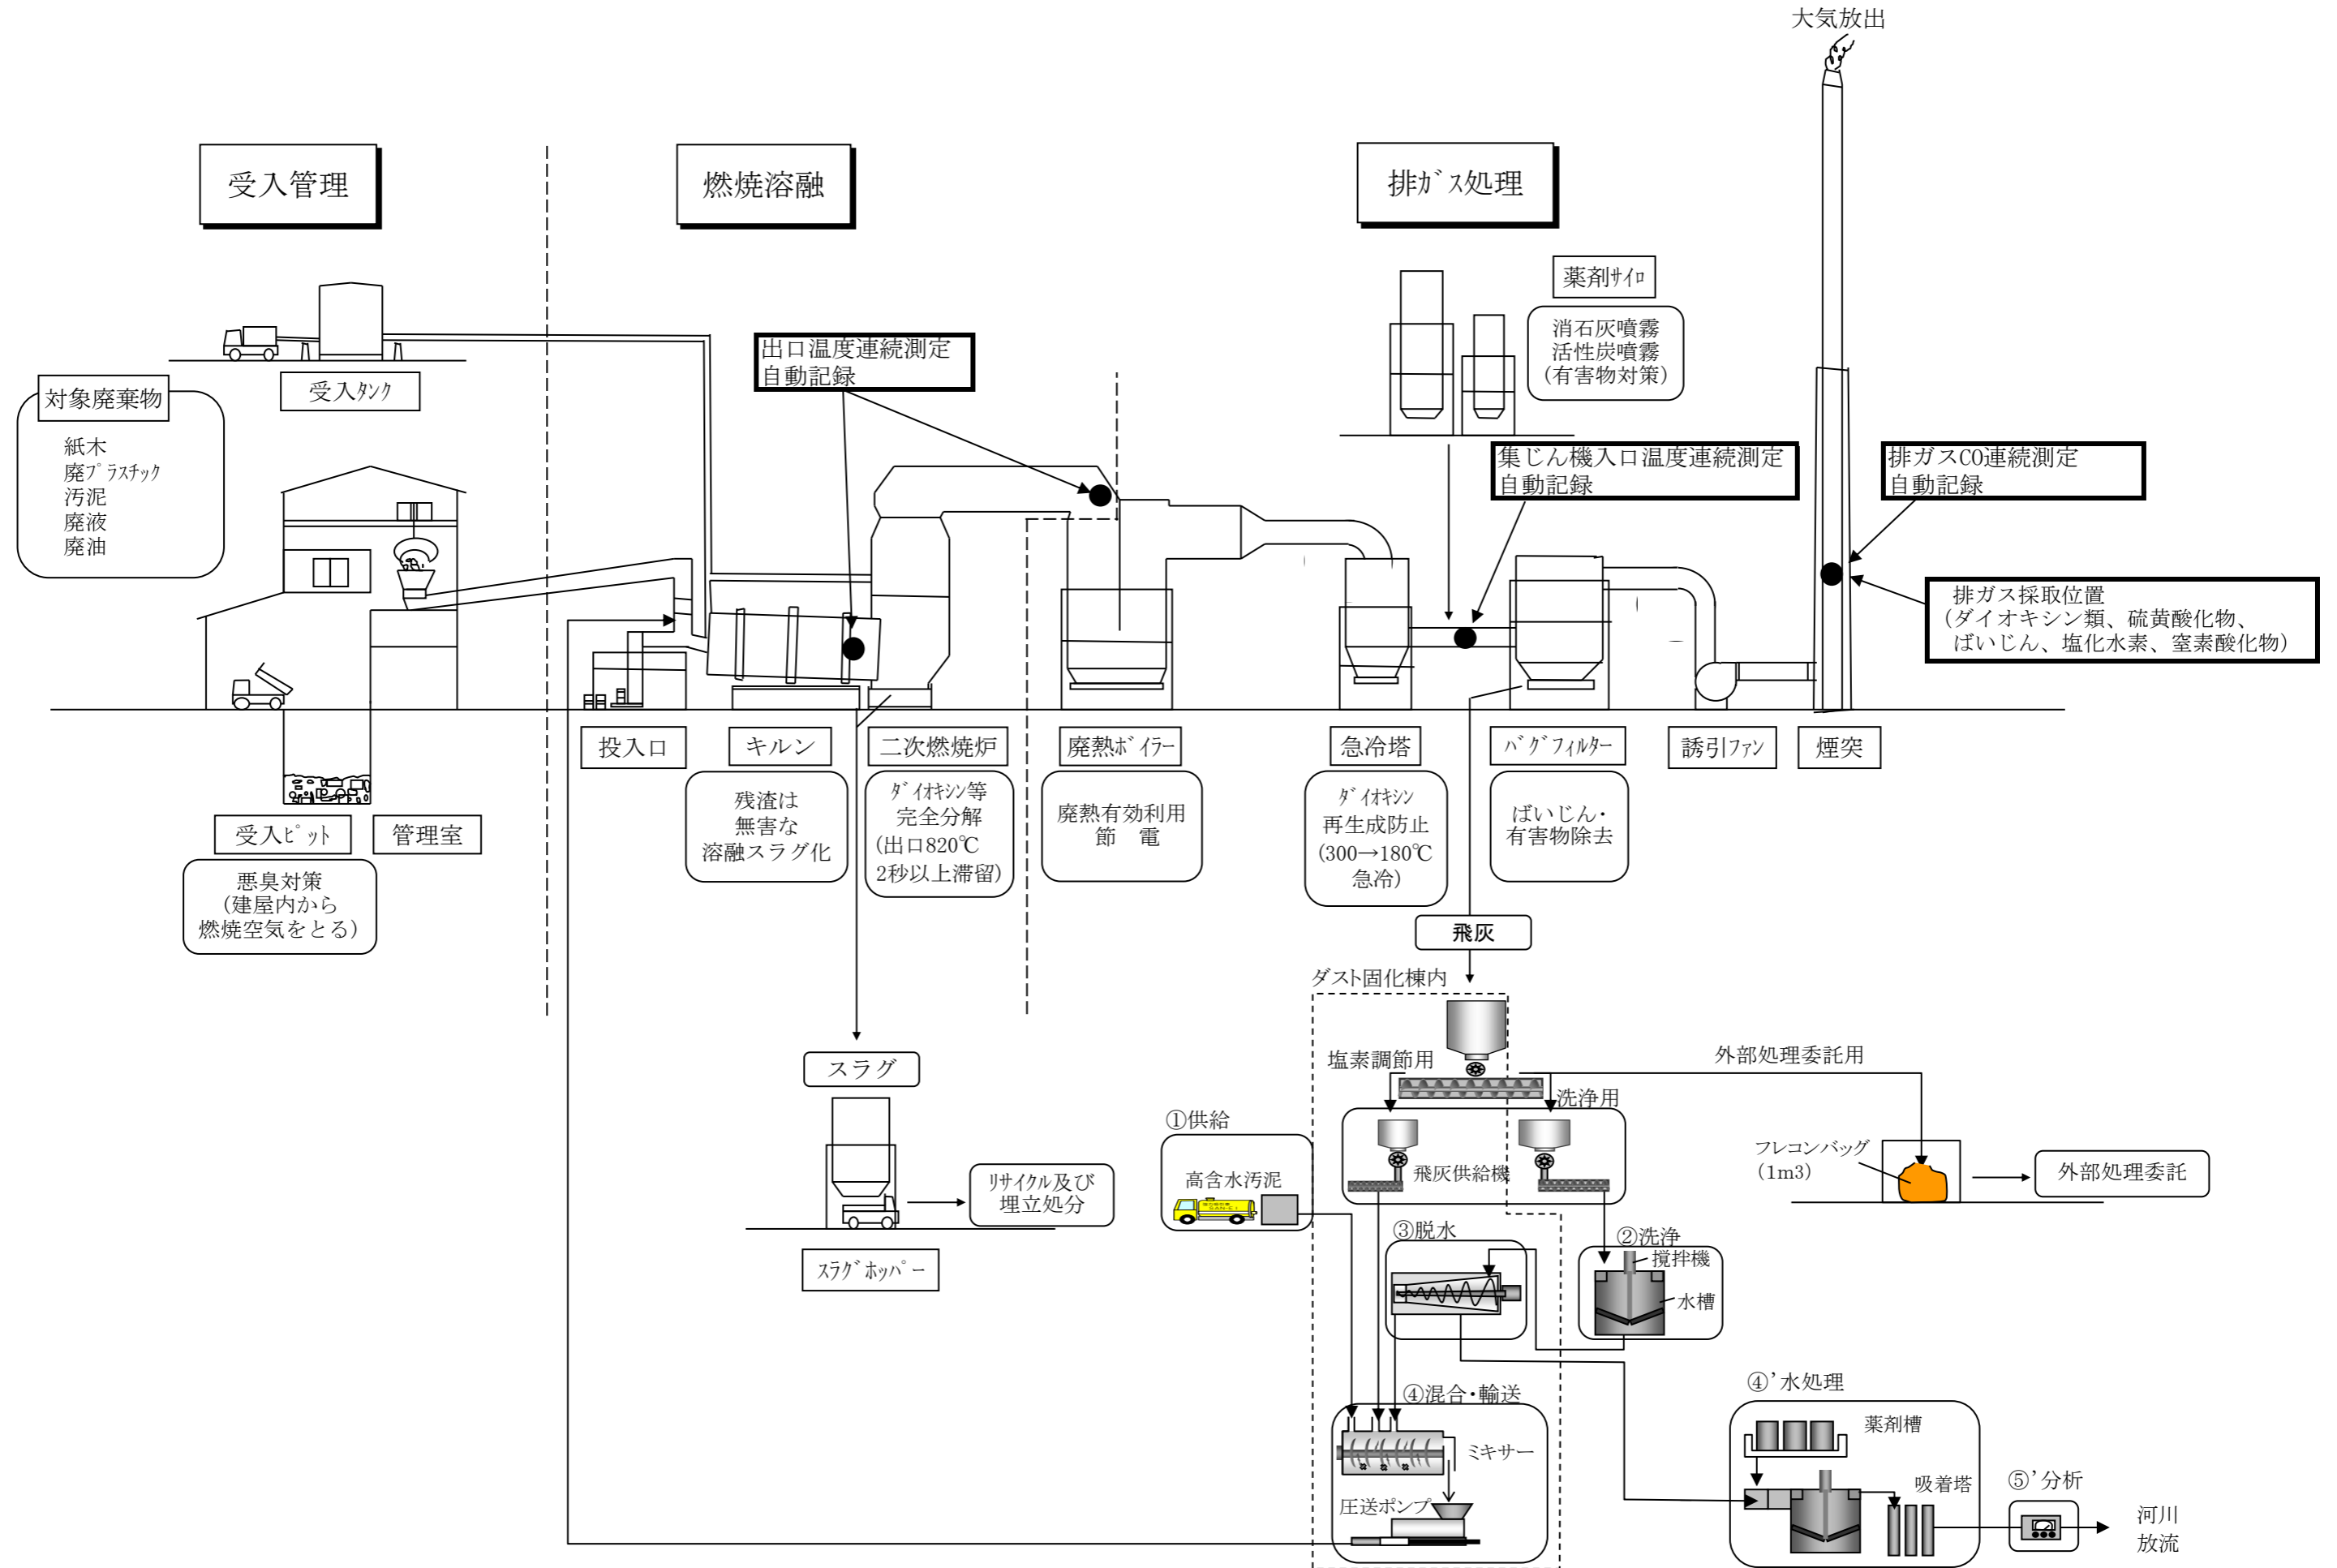 大気放出
受入管理
燃焼溶融
排ガス処理
薬剤サイロ
消石灰噴霧
活性炭噴霧
(有害物対策)
出口温度連続測定
自動記録
受入タンク
対象廃棄物
紙木
廃プラスチック
汚泥
廃液
廃油
集じん機入口温度連続測定
自動記録
排ガスCO連続測定
自動記録
排ガス採取位置
(ダイオキシン類、硫黄酸化物、
ばいじん、塩化水素、窒素酸化物)
投入口
キルン
二次燃焼炉
廃熱ボイラー
急冷塔
バグフィルター
誘引ファン
煙突
残渣は
無害な
溶融スラグ化
ダイオキシン等
完全分解
(出口820℃
2秒以上滞留)
廃熱有効利用
節　電
ダイオキシン
再生成防止
(300→180℃
急冷)
ばいじん・
有害物除去
受入ピット
管理室
悪臭対策
(建屋内から
燃焼空気をとる)
飛灰
ダスト固化棟内
塩素調節用
外部処理委託用
洗浄用
スラグ
①供給
高含水汚泥
飛灰供給機
フレコンバッグ
(1m3)
外部処理委託
リサイクル及び
埋立処分
スラグホッパー
③脱水
②洗浄
撹拌機
水槽
④混合・輸送
ミキサー
圧送ポンプ
④’水処理
薬剤槽
吸着塔
⑤’分析
河川
放流